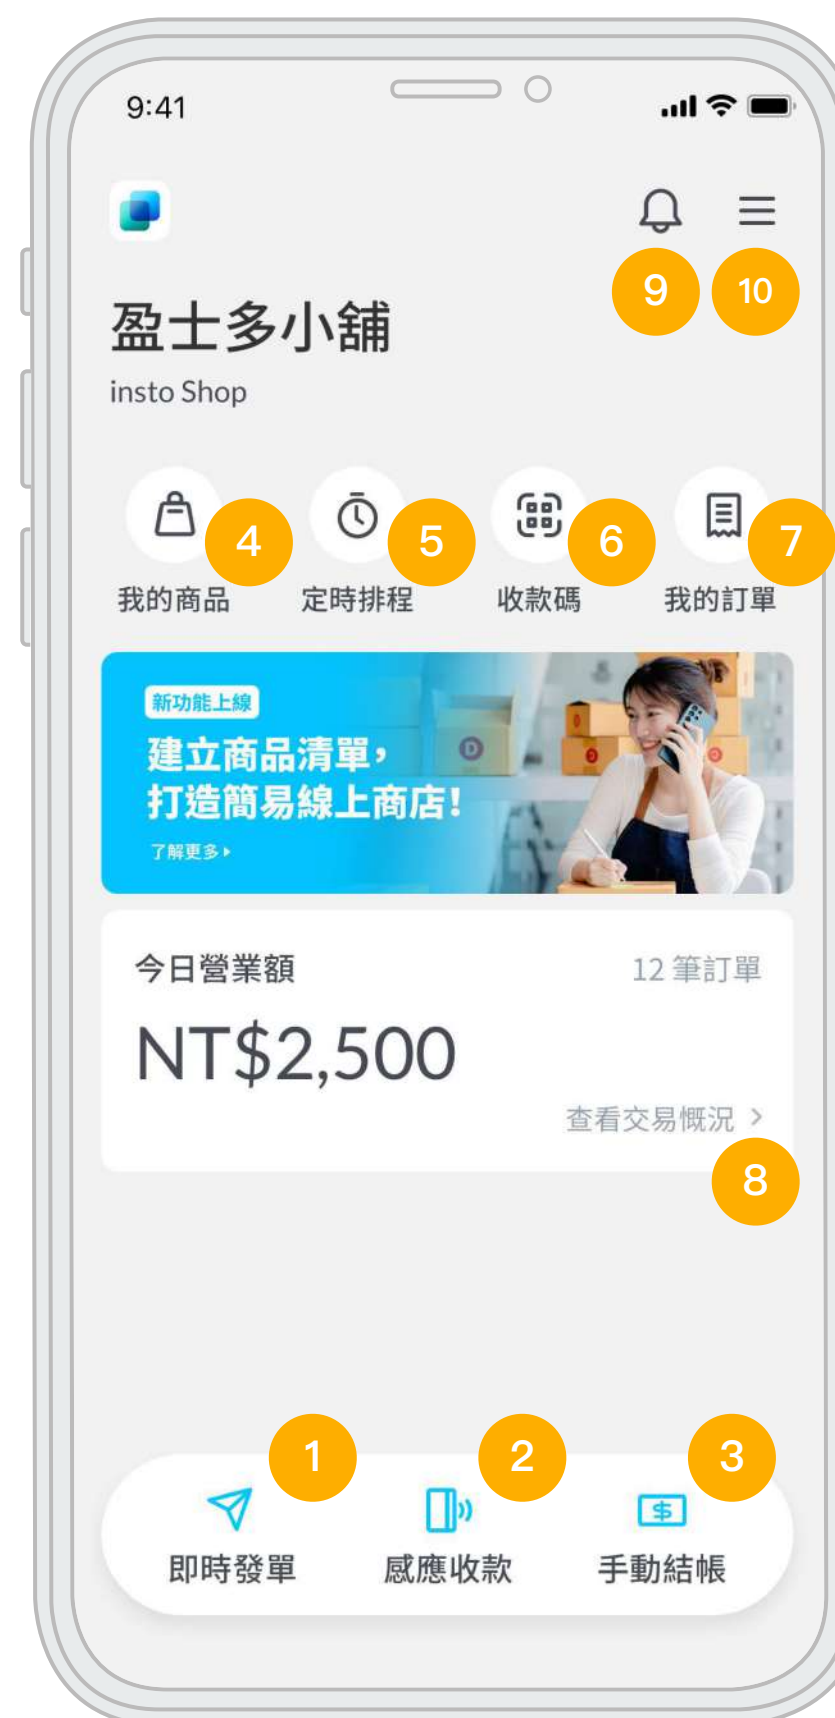 9:41
9
10
盈士多小舖
insto Shop
4
5
6
7
我的商品
定時排程
收款碼
我的訂單
新功能上線
建立商品清單，
打造簡易線上商店！
了解更多
D
今日營業額
12 筆訂單
NT$2,500
查看交易慨況
8
1
2
3
即時發單
感應收款
手動結帳